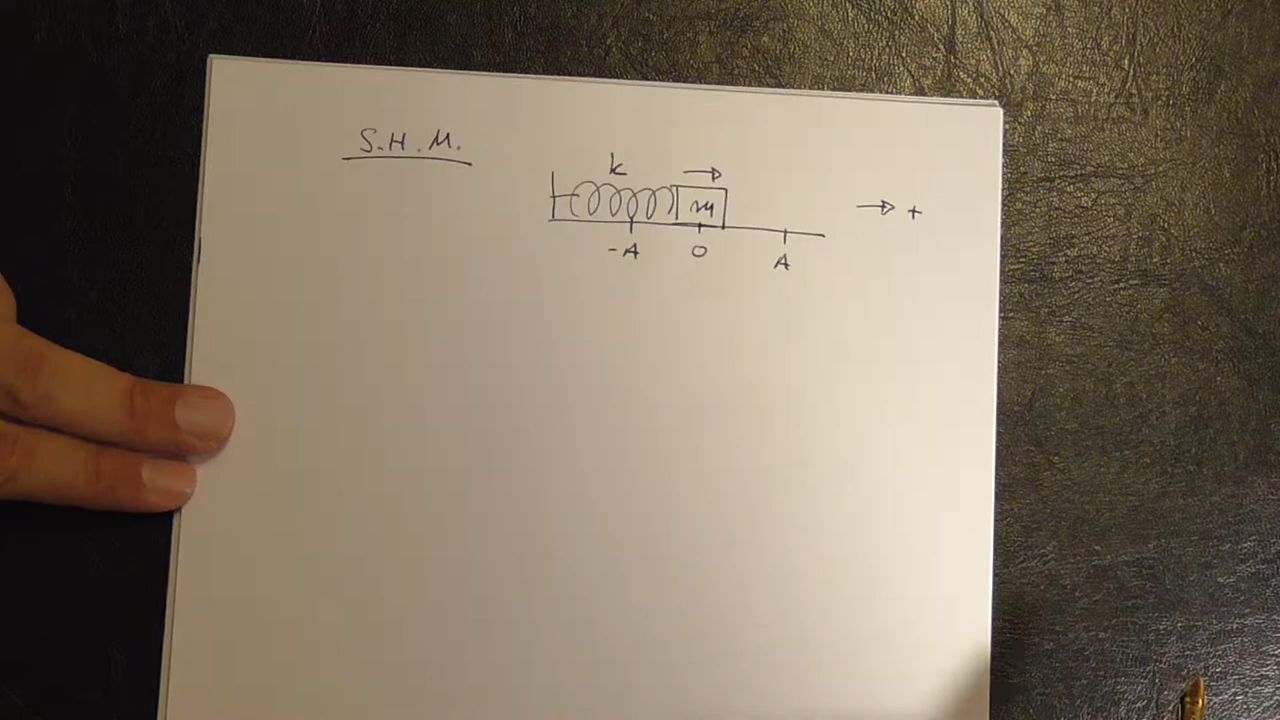 S.H.M.
k
m
→ +
-A 0 A